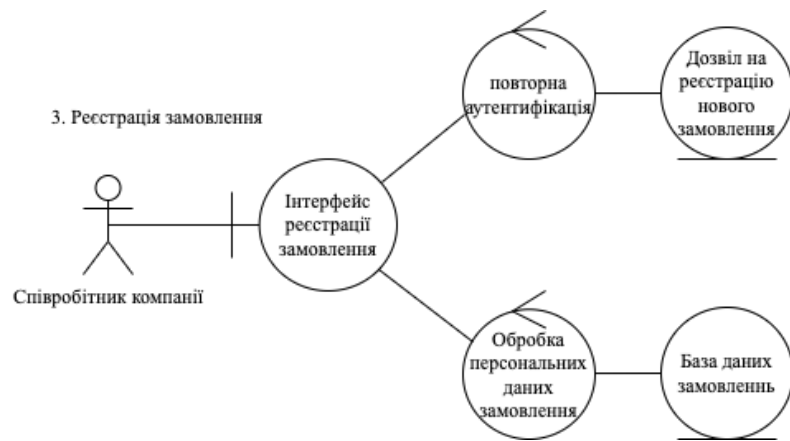 3. Реєстрація замовлення
Співробітник компанії
Інтерфейс
реєстрації
замовлення
повторна
аутентифікація
Дозвіл на
реєстрацію
нового
замовлення
Обробка
персональних
даних
замовлення
База даних
замовленнь